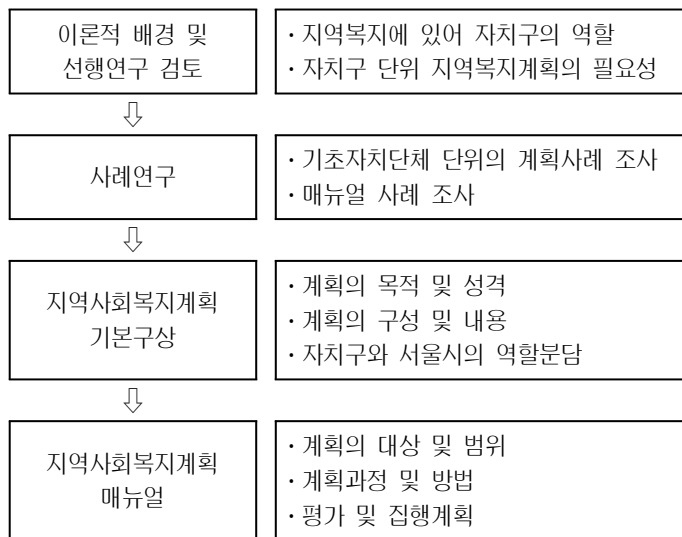 이론적 배경 및
선행연구 검토
· 지역복지에 있어 자치구의 역할
· 자치구 단위 지역복지계획의 필요성
⇩
사례연구
· 기초자치단체 단위의 계획사례 조사
· 매뉴얼 사례 조사
⇩
지역사회복지계획
기본구상
· 계획의 목적 및 성격
· 계획의 구성 및 내용
· 자치구와 서울시의 역할분담
⇩
지역사회복지계획
매뉴얼
· 계획의 대상 및 범위
· 계획과정 및 방법
· 평가 및 집행계획